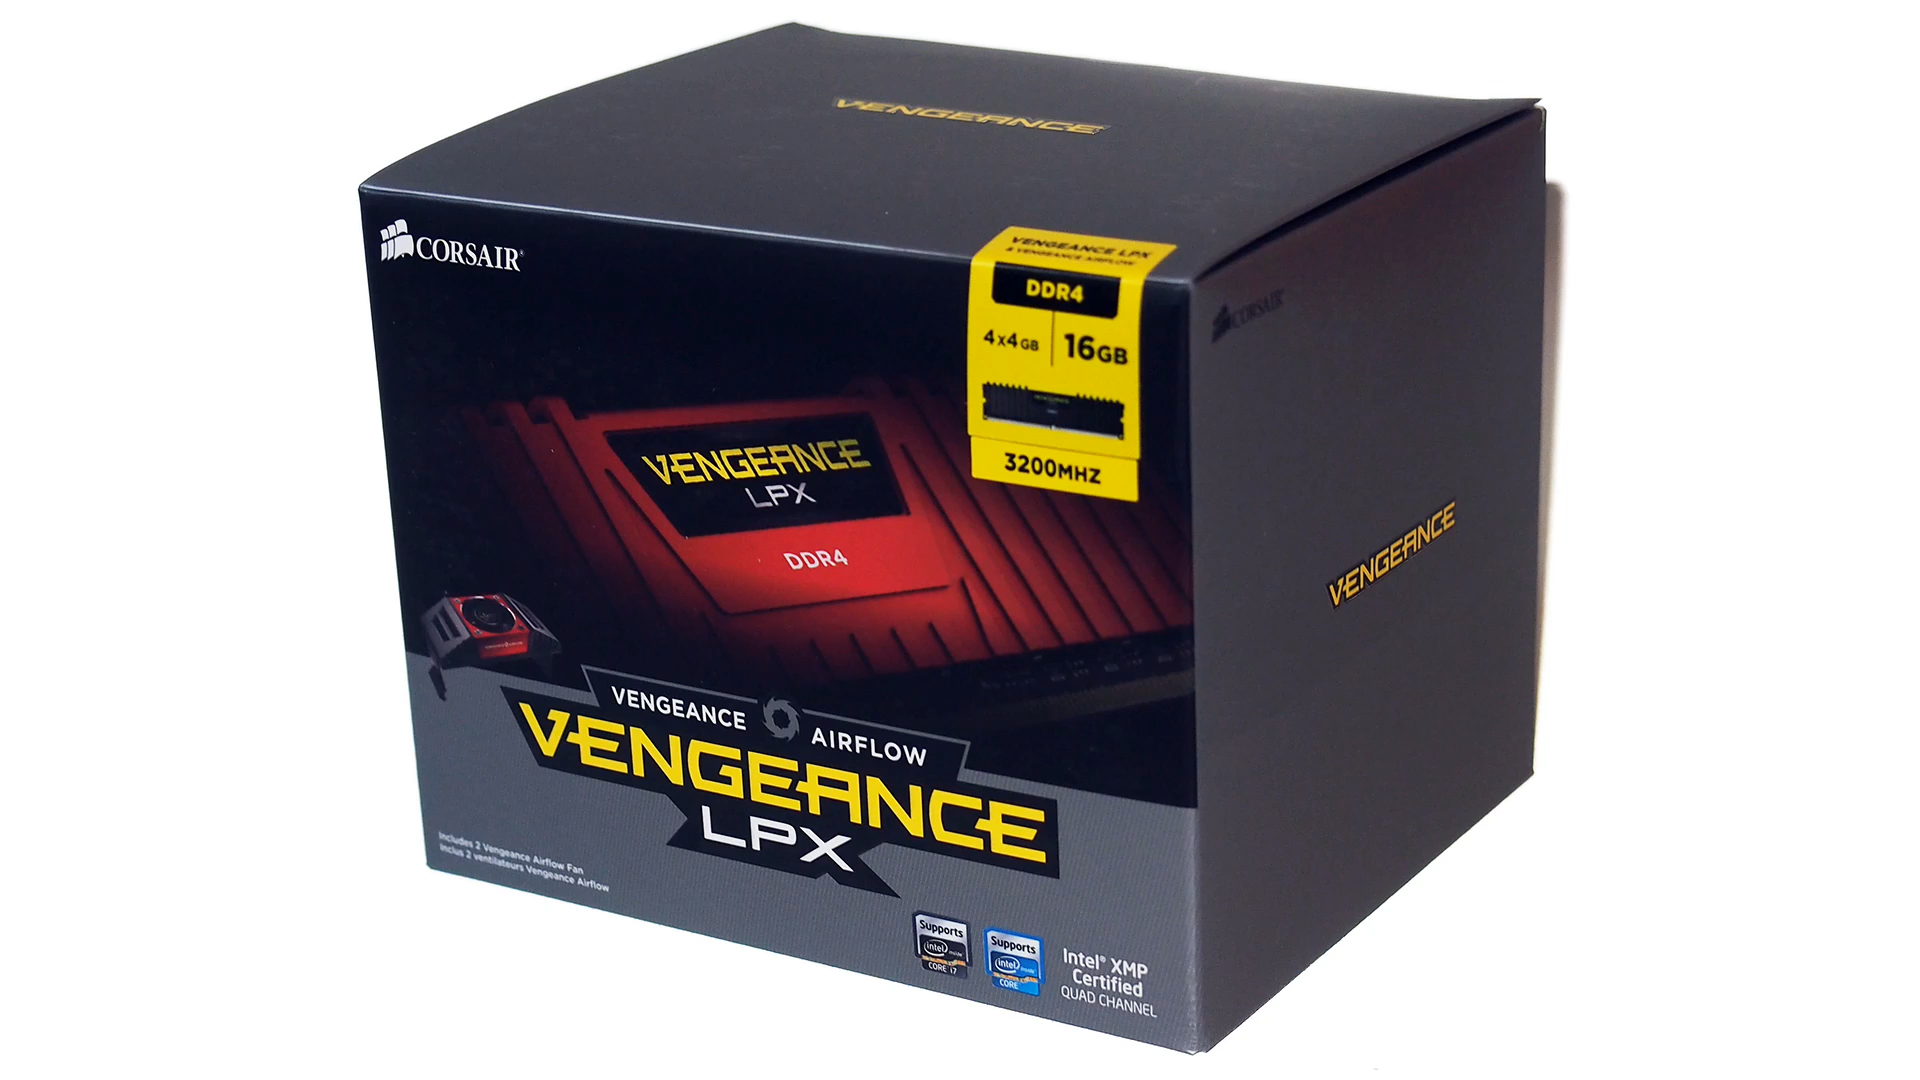 VENGEANCE
CORSAIR
VENGEANCE LPX
& VENGEANCE AIRFLOW
DDR4
4x4GB
16GB
3200MHZ
CORSAIR
VENGEANCE
LPX
DDR4
VENGEANCE
VENGEANCE AIRFLOW
VENGEANCE
LPX
Includes 2 Vengeance Airflow Fan
Inclus 2 ventilateurs Vengeance Airflow
Supports
intel inside
CORE i7
Supports
intel inside
CORE
Intel® XMP
Certified
QUAD CHANNEL